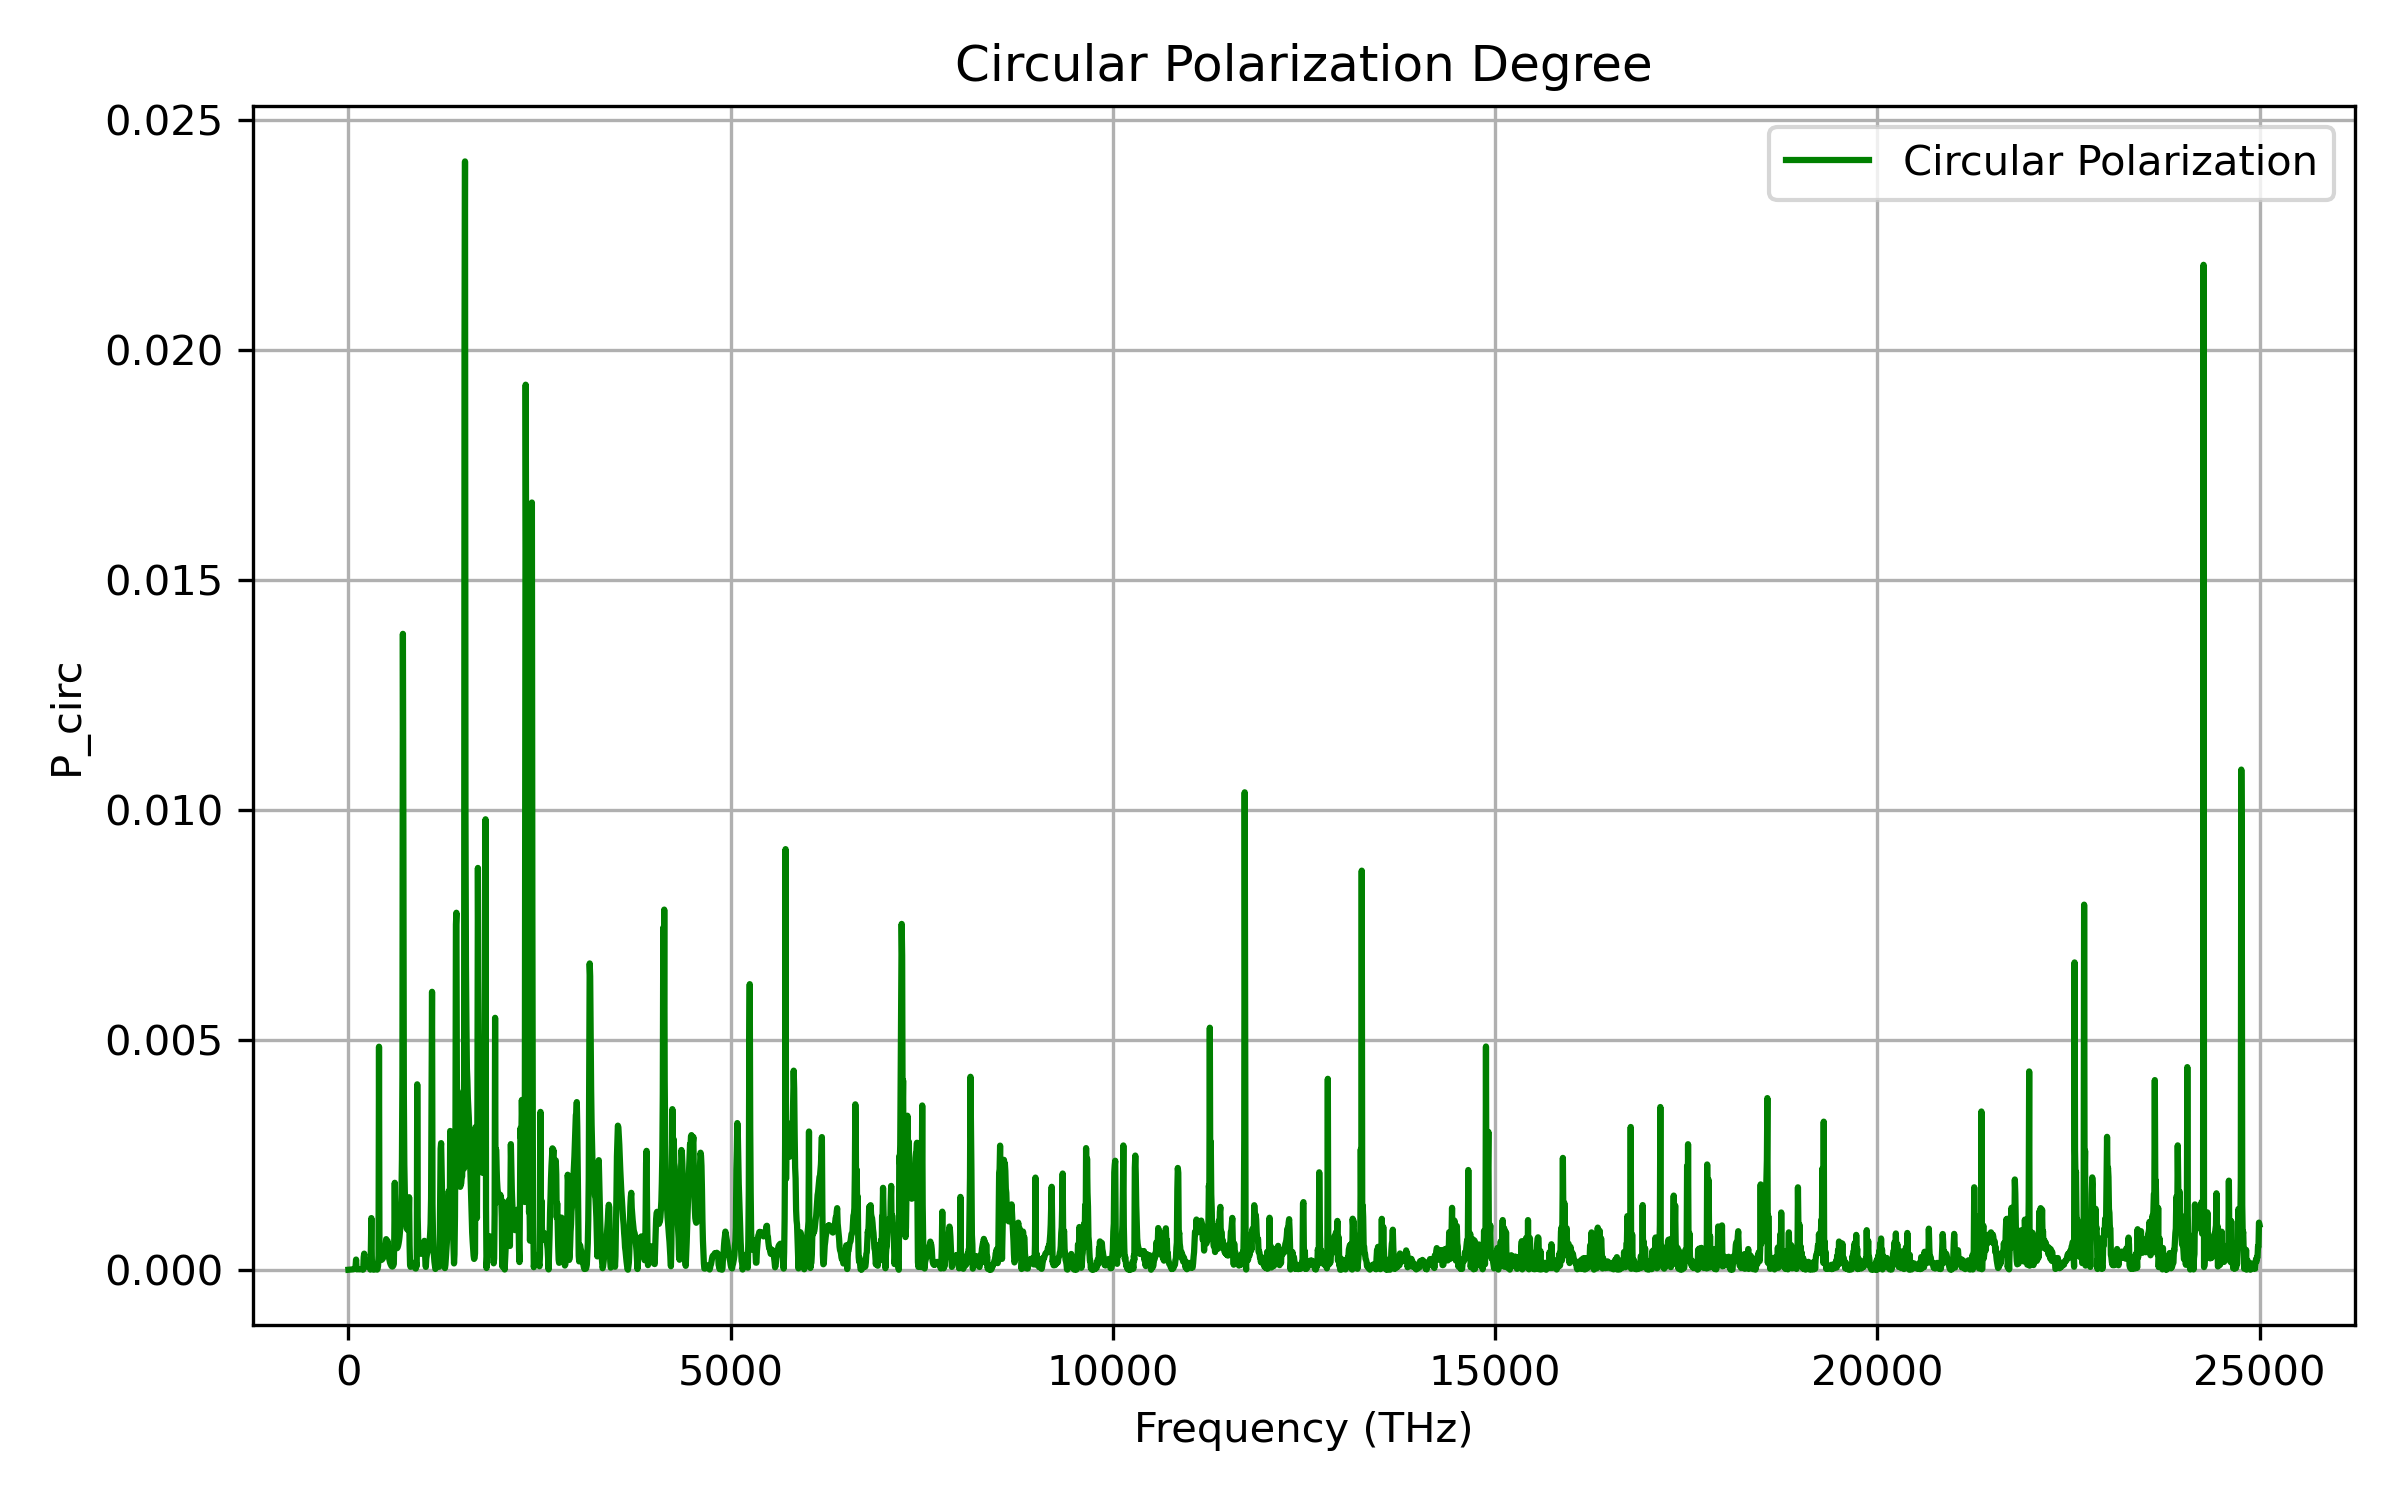 Circular Polarization Degree
Circular Polarization
0.025
0.020
0.015
0.010
0.005
0.000
P_circ
0 5000 10000 15000 20000 25000
Frequency (THz)